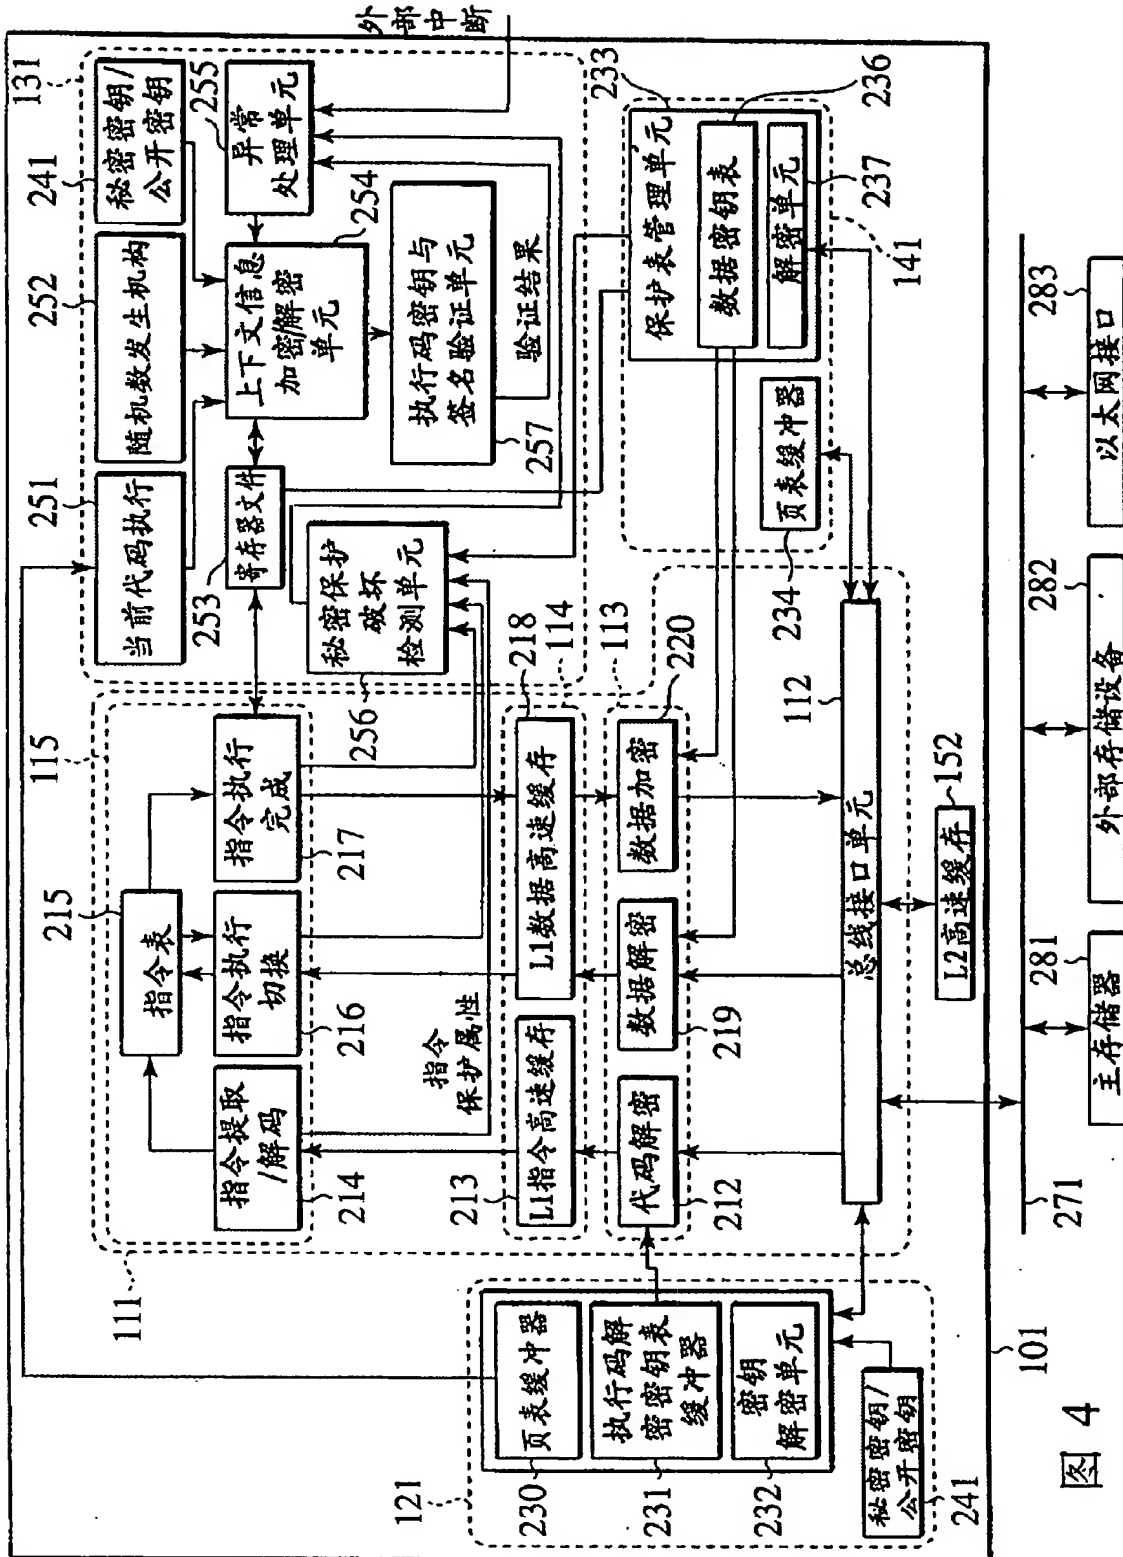 115
215
指令表
指令提取
/解码
214
指令执行
切换
216
指令执行
完成
217
111
指令
保护属性
L1指令高速缓存
213
L1数据高速缓存
218
114
代码解密
212
数据解密
219
数据加密
220
113
总线接口单元
112
L2高速缓存
152
121
页表缓冲器
230
执行码解
密密钥表
缓冲器
231
密钥
解密单元
232
秘密密钥/
公开密钥
241
131
当前代码执行
251
随机数发生机构
252
秘密密钥/
公开密钥
241
寄存器文件
253
上下文信息
加密/解密
单元
254
异常
处理单元
255
外部中断
秘密保护
破坏
检测单元
256
执行码密钥与
签名验证单元
257
验证结果
保护表管理单元
233
数据密钥表
236
解密单元
237
页表缓冲器
234
141
271
主存储器
281
外部存储设备
282
以太网接口
283
101
图 4